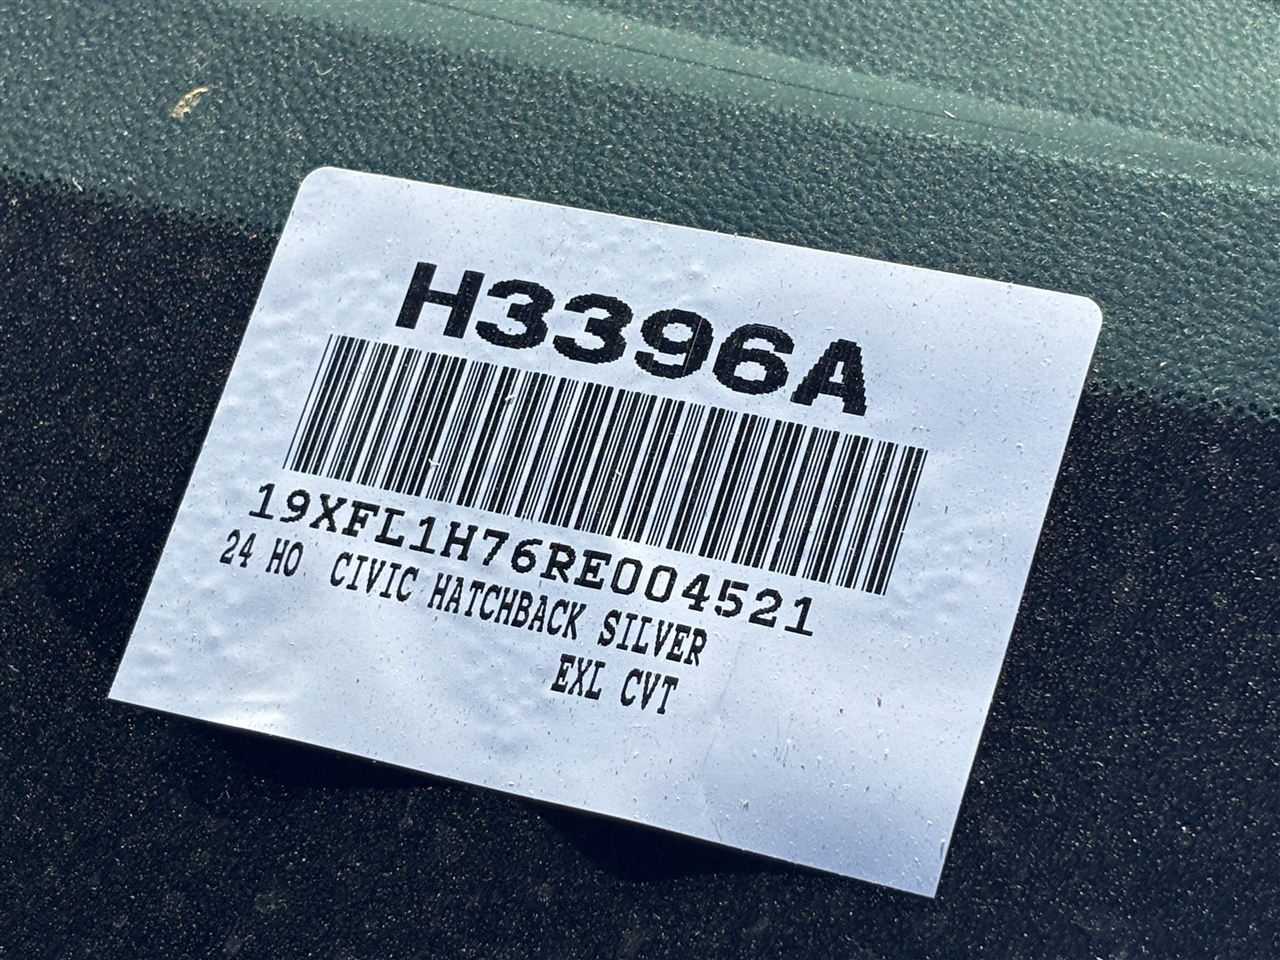 H3396A
19XFL1H76RE004521
24 HO CIVIC HATCHBACK SILVER
EXL CVT